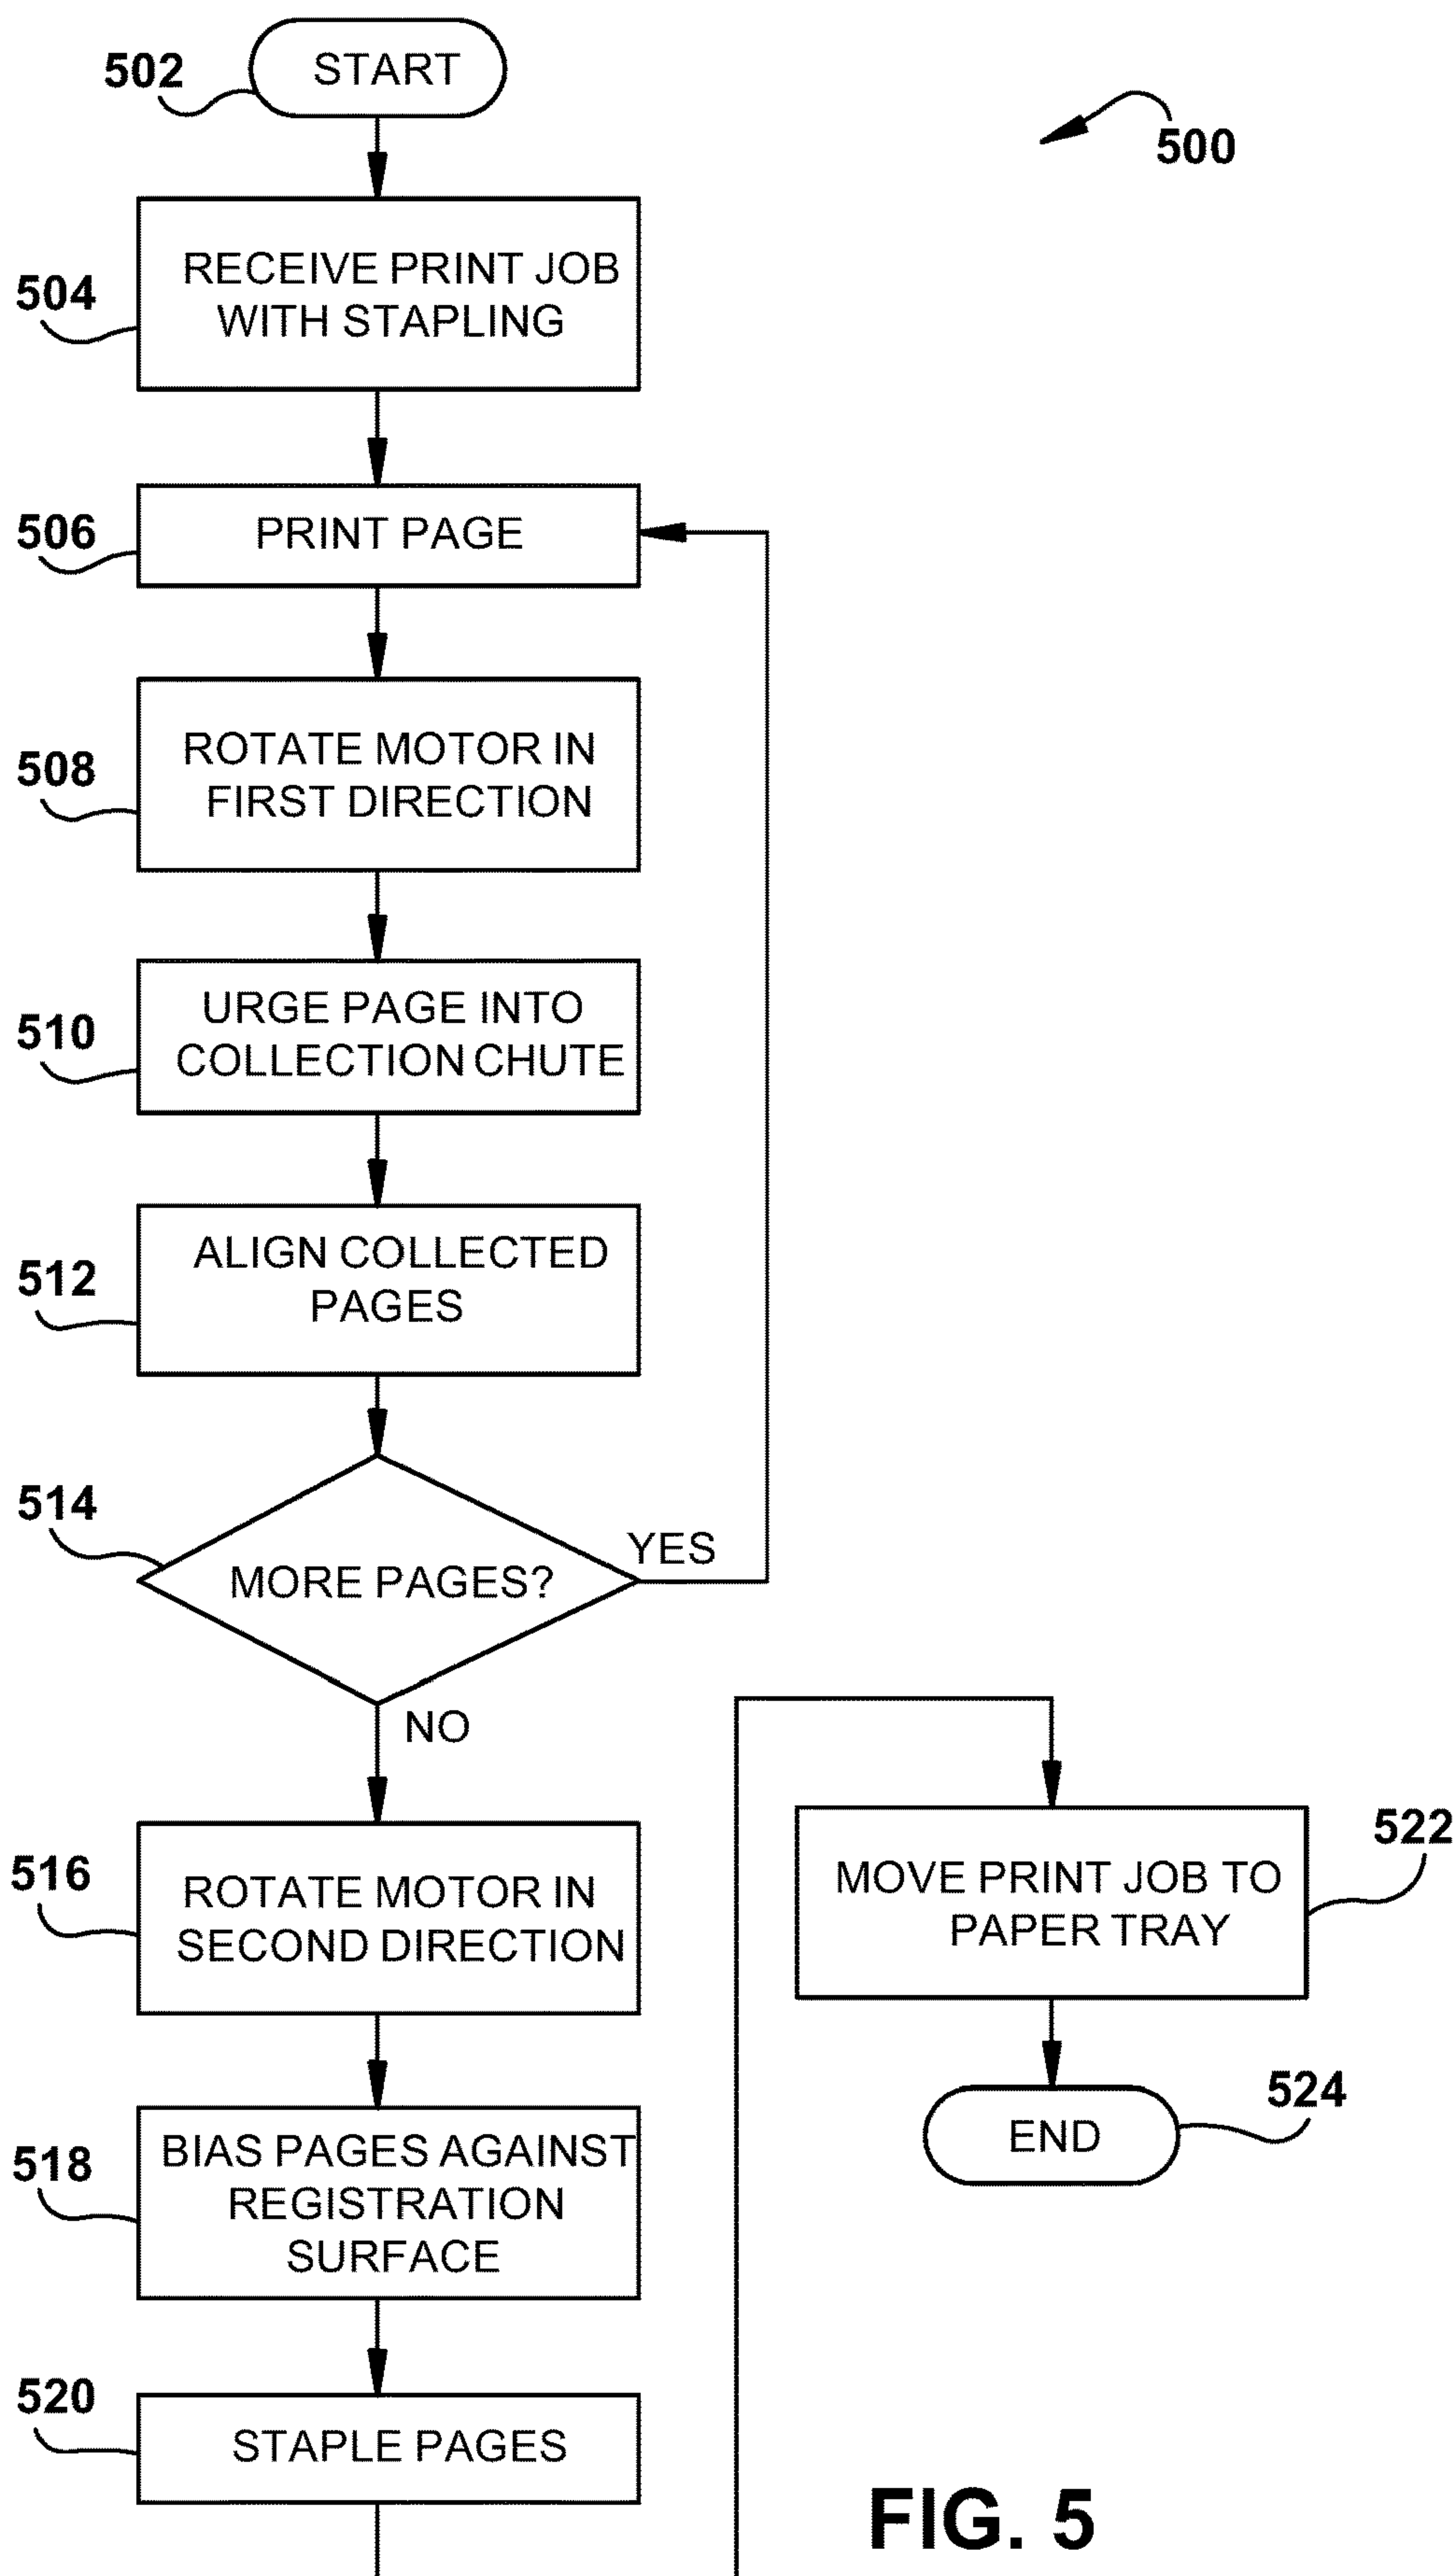 502
START
500
504
RECEIVE PRINT JOB
WITH STAPLING
506
PRINT PAGE
508
ROTATE MOTOR IN
FIRST DIRECTION
510
URGE PAGE INTO
COLLECTION CHUTE
512
ALIGN COLLECTED
PAGES
514
MORE PAGES?
YES
NO
516
ROTATE MOTOR IN
SECOND DIRECTION
518
BIAS PAGES AGAINST
REGISTRATION
SURFACE
520
STAPLE PAGES
522
MOVE PRINT JOB TO
PAPER TRAY
524
END
FIG. 5